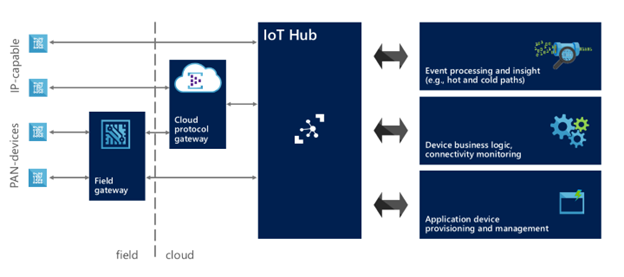 IP-capable
PAN-devices
Field
gateway
Cloud
protocol
gateway
IoT Hub
Event processing and insight
(e.g., hot and cold paths)
Device business logic,
connectivity monitoring
Application device
provisioning and management
field
cloud